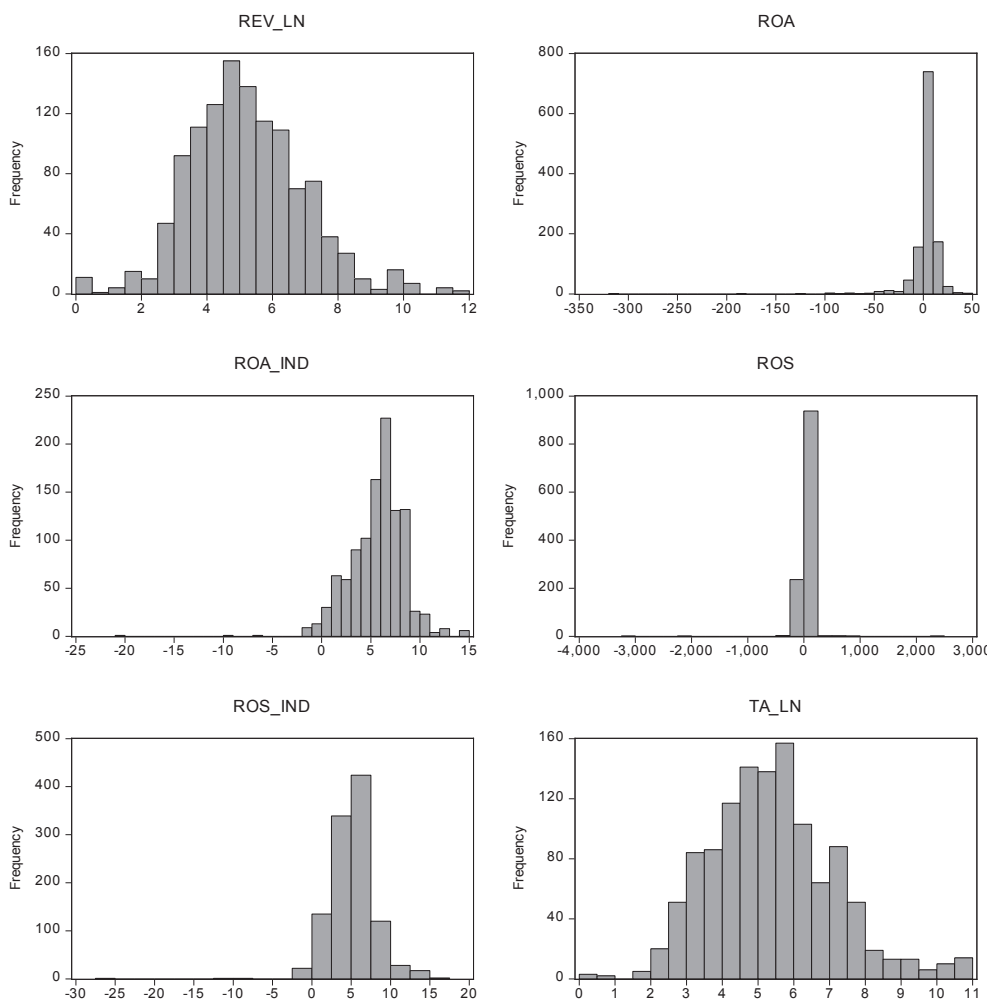 REV_LN
160
120
80
40
0
Frequency
0 2 4 6 8 10 12
ROA
800
600
400
200
0
Frequency
-350 -300 -250 -200 -150 -100 -50 0 50
ROA_IND
250
200
150
100
50
0
Frequency
-25 -20 -15 -10 -5 0 5 10 15
ROS
1,000
800
600
400
200
0
Frequency
-4,000 -3,000 -2,000 -1,000 0 1,000 2,000 3,000
ROS_IND
500
400
300
200
100
0
Frequency
-30 -25 -20 -15 -10 -5 0 5 10 15 20
TA_LN
160
120
80
40
0
Frequency
0 1 2 3 4 5 6 7 8 9 10 11